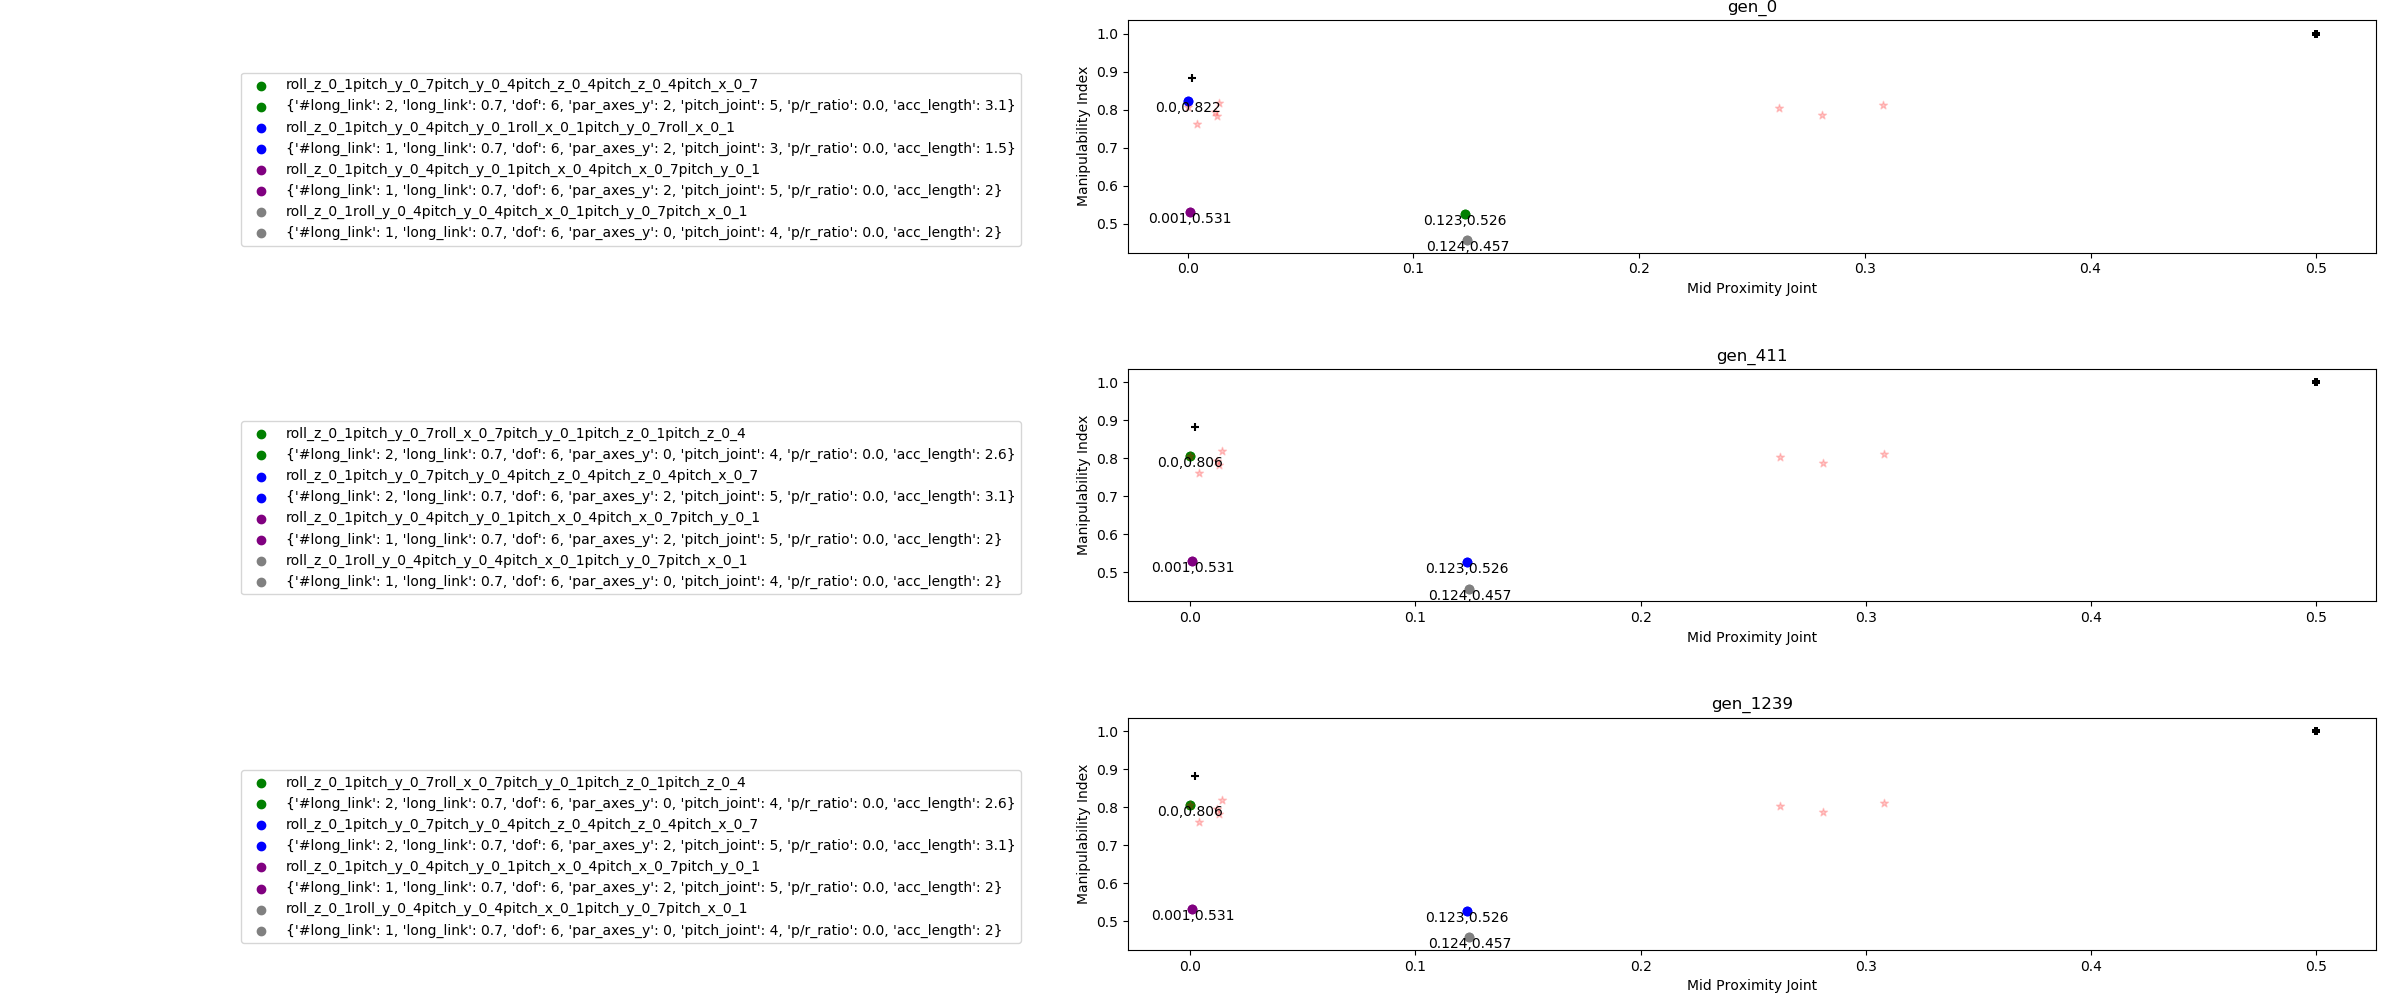 gen_0
roll_z_0_1pitch_y_0_7pitch_y_0_4pitch_z_0_4pitch_z_0_4pitch_x_0_7
{'#long_link': 2, 'long_link': 0.7, 'dof': 6, 'par_axes_y': 2, 'pitch_joint': 5, 'p/r_ratio': 0.0, 'acc_length': 3.1}
roll_z_0_1pitch_y_0_4pitch_y_0_1roll_x_0_1pitch_y_0_7roll_x_0_1
{'#long_link': 1, 'long_link': 0.7, 'dof': 6, 'par_axes_y': 2, 'pitch_joint': 3, 'p/r_ratio': 0.0, 'acc_length': 1.5}
roll_z_0_1pitch_y_0_4pitch_y_0_1pitch_x_0_4pitch_x_0_7pitch_y_0_1
{'#long_link': 1, 'long_link': 0.7, 'dof': 6, 'par_axes_y': 2, 'pitch_joint': 5, 'p/r_ratio': 0.0, 'acc_length': 2}
roll_z_0_1roll_y_0_4pitch_y_0_4pitch_x_0_1pitch_y_0_7pitch_x_0_1
{'#long_link': 1, 'long_link': 0.7, 'dof': 6, 'par_axes_y': 0, 'pitch_joint': 4, 'p/r_ratio': 0.0, 'acc_length': 2}
Manipulability Index
1.0
0.9
0.8
0.7
0.6
0.5
0.0,0.822
0.001,0.531
0.123,0.526
0.124,0.457
0.0 0.1 0.2 0.3 0.4 0.5
Mid Proximity Joint
gen_411
roll_z_0_1pitch_y_0_7roll_x_0_7pitch_y_0_1pitch_z_0_1pitch_z_0_4
{'#long_link': 2, 'long_link': 0.7, 'dof': 6, 'par_axes_y': 0, 'pitch_joint': 4, 'p/r_ratio': 0.0, 'acc_length': 2.6}
roll_z_0_1pitch_y_0_7pitch_y_0_4pitch_z_0_4pitch_z_0_4pitch_x_0_7
{'#long_link': 2, 'long_link': 0.7, 'dof': 6, 'par_axes_y': 2, 'pitch_joint': 5, 'p/r_ratio': 0.0, 'acc_length': 3.1}
roll_z_0_1pitch_y_0_4pitch_y_0_1pitch_x_0_4pitch_x_0_7pitch_y_0_1
{'#long_link': 1, 'long_link': 0.7, 'dof': 6, 'par_axes_y': 2, 'pitch_joint': 5, 'p/r_ratio': 0.0, 'acc_length': 2}
roll_z_0_1roll_y_0_4pitch_y_0_4pitch_x_0_1pitch_y_0_7pitch_x_0_1
{'#long_link': 1, 'long_link': 0.7, 'dof': 6, 'par_axes_y': 0, 'pitch_joint': 4, 'p/r_ratio': 0.0, 'acc_length': 2}
Manipulability Index
1.0
0.9
0.8
0.7
0.6
0.5
0.0,0.806
0.001,0.531
0.123,0.526
0.124,0.457
0.0 0.1 0.2 0.3 0.4 0.5
Mid Proximity Joint
gen_1239
roll_z_0_1pitch_y_0_7roll_x_0_7pitch_y_0_1pitch_z_0_1pitch_z_0_4
{'#long_link': 2, 'long_link': 0.7, 'dof': 6, 'par_axes_y': 0, 'pitch_joint': 4, 'p/r_ratio': 0.0, 'acc_length': 2.6}
roll_z_0_1pitch_y_0_7pitch_y_0_4pitch_z_0_4pitch_z_0_4pitch_x_0_7
{'#long_link': 2, 'long_link': 0.7, 'dof': 6, 'par_axes_y': 2, 'pitch_joint': 5, 'p/r_ratio': 0.0, 'acc_length': 3.1}
roll_z_0_1pitch_y_0_4pitch_y_0_1pitch_x_0_4pitch_x_0_7pitch_y_0_1
{'#long_link': 1, 'long_link': 0.7, 'dof': 6, 'par_axes_y': 2, 'pitch_joint': 5, 'p/r_ratio': 0.0, 'acc_length': 2}
roll_z_0_1roll_y_0_4pitch_y_0_4pitch_x_0_1pitch_y_0_7pitch_x_0_1
{'#long_link': 1, 'long_link': 0.7, 'dof': 6, 'par_axes_y': 0, 'pitch_joint': 4, 'p/r_ratio': 0.0, 'acc_length': 2}
Manipulability Index
1.0
0.9
0.8
0.7
0.6
0.5
0.0,0.806
0.001,0.531
0.123,0.526
0.124,0.457
0.0 0.1 0.2 0.3 0.4 0.5
Mid Proximity Joint